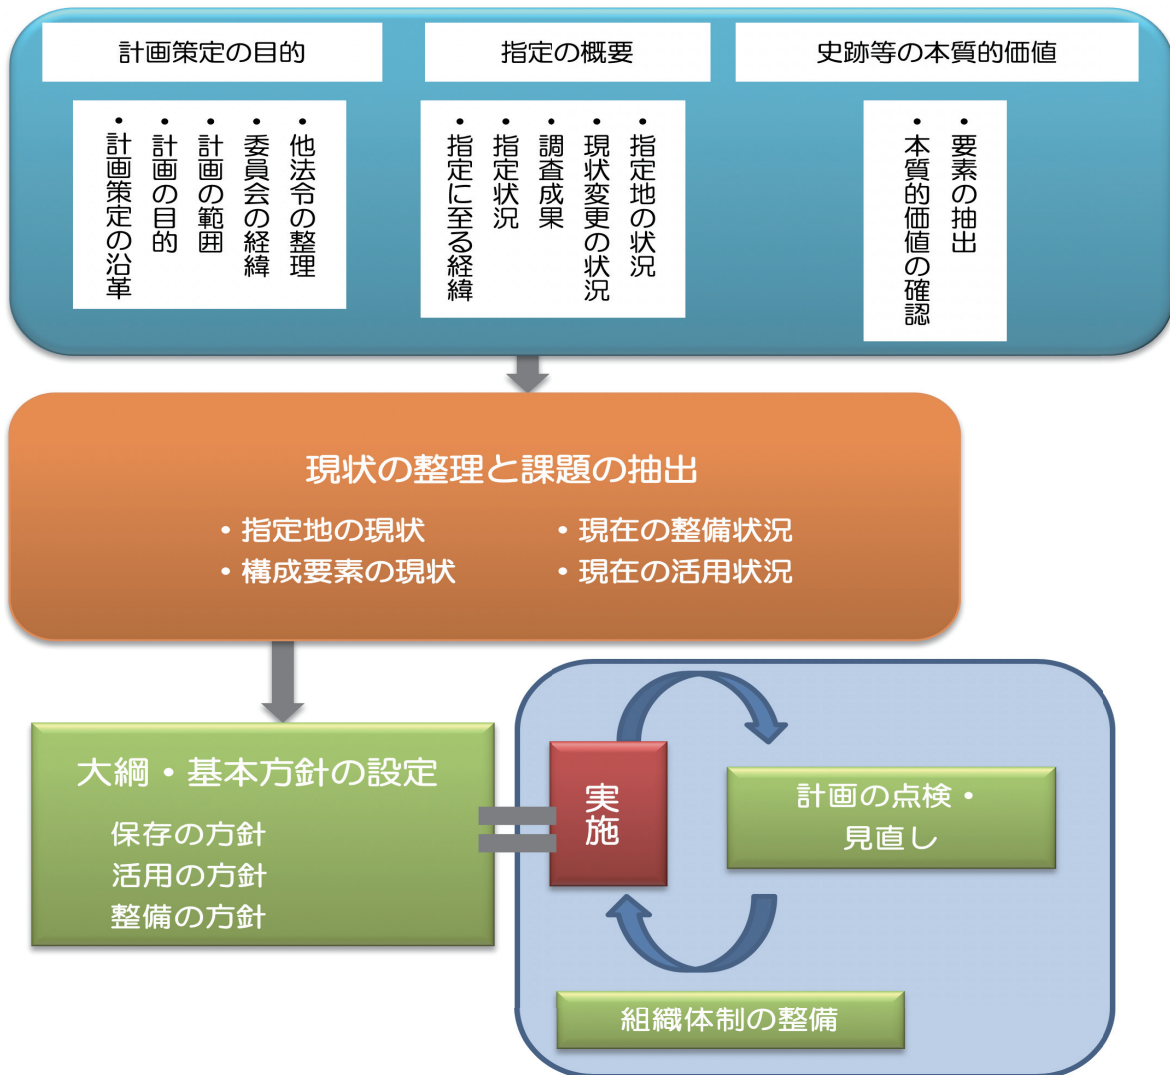 計画策定の目的
・計画策定の沿革
・計画の目的
・計画の範囲
・委員会の経緯
・他法令の整理
指定の概要
・指定に至る経緯
・指定状況
・調査成果
・現状変更の状況
・指定地の状況
史跡等の本質的価値
・本質的価値の確認
・要素の抽出
現状の整理と課題の抽出
・指定地の現状
・構成要素の現状
・現在の整備状況
・現在の活用状況
大綱・基本方針の設定
保存の方針
活用の方針
整備の方針
実施
計画の点検・
見直し
組織体制の整備